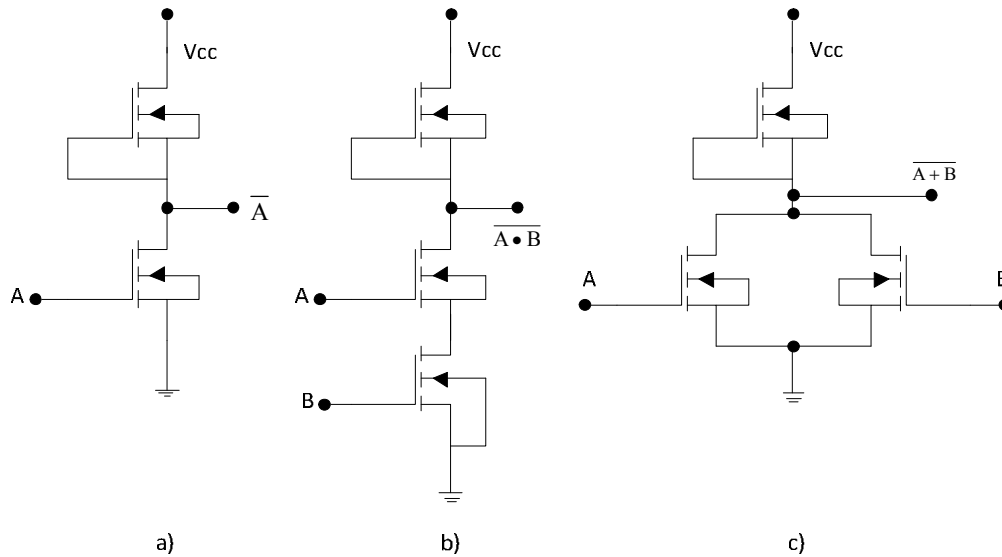 Vcc
Vcc
Vcc
A̅
A̅ ̅•̅ ̅B̅
A̅ ̅+̅ ̅B̅
A
A
B
A
B
a)
b)
c)